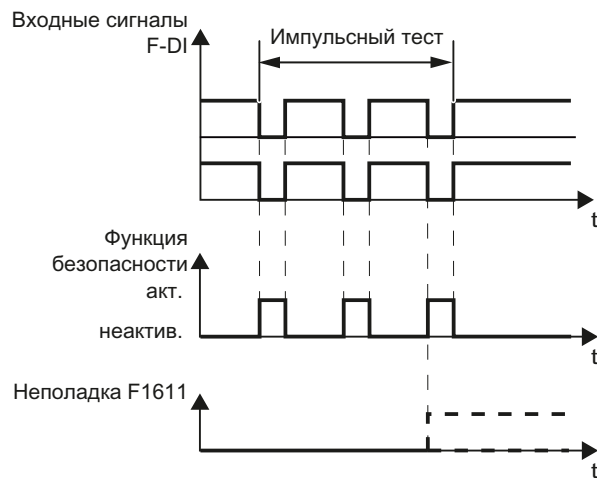 Входные сигналы
F-DI
Импульсный тест
t
Функция
безопасности
акт.
неактив.
t
Неполадка F1611
t